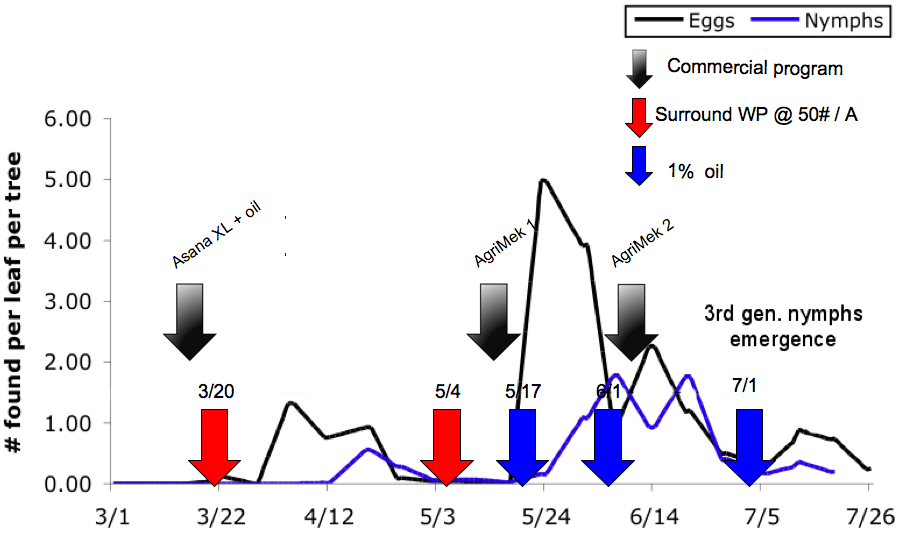 Eggs Nymphs
Commercial program
Surround WP @ 50# / A
1% oil
# found per leaf per tree
6.00
5.00
4.00
3.00
2.00
1.00
0.00
Asana XL + oil
AgriMek 1
AgriMek 2
3rd gen. nymphs
emergence
3/20
5/4
5/17
6/1
7/1
3/1
3/22
4/12
5/3
5/24
6/14
7/5
7/26